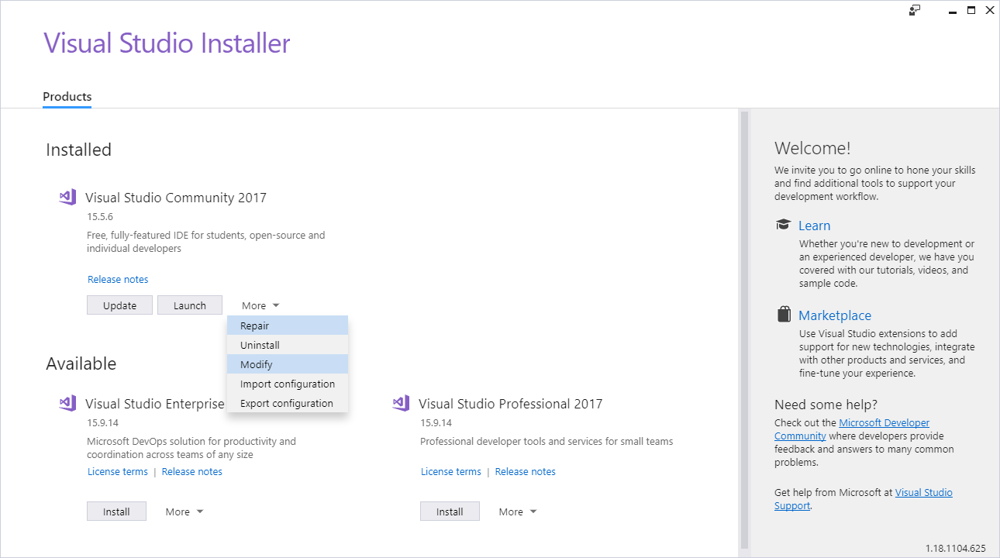 Visual Studio Installer
Products
Installed
Visual Studio Community 2017
15.5.6
Free, fully-featured IDE for students, open-source and
individual developers
Release notes
Update
Launch
More
Repair
Uninstall
Modify
Import configuration
Export configuration
Available
Visual Studio Enterprise
15.9.14
Microsoft DevOps solution for productivity and
coordination across teams of any size
License terms | Release notes
Install
More
Visual Studio Professional 2017
15.9.14
Professional developer tools and services for small teams
License terms | Release notes
Install
More
Welcome!
We invite you to go online to hone your skills
and find additional tools to support your
development workflow.
Learn
Whether you're new to development or
an experienced developer, we have you
covered with our tutorials, videos, and
sample code.
Marketplace
Use Visual Studio extensions to add
support for new technologies, integrate
with other products and services, and
fine-tune your experience.
Need some help?
Check out the Microsoft Developer
Community where developers provide
feedback and answers to many common
problems.
Get help from Microsoft at Visual Studio
Support.
1.18.1104.625